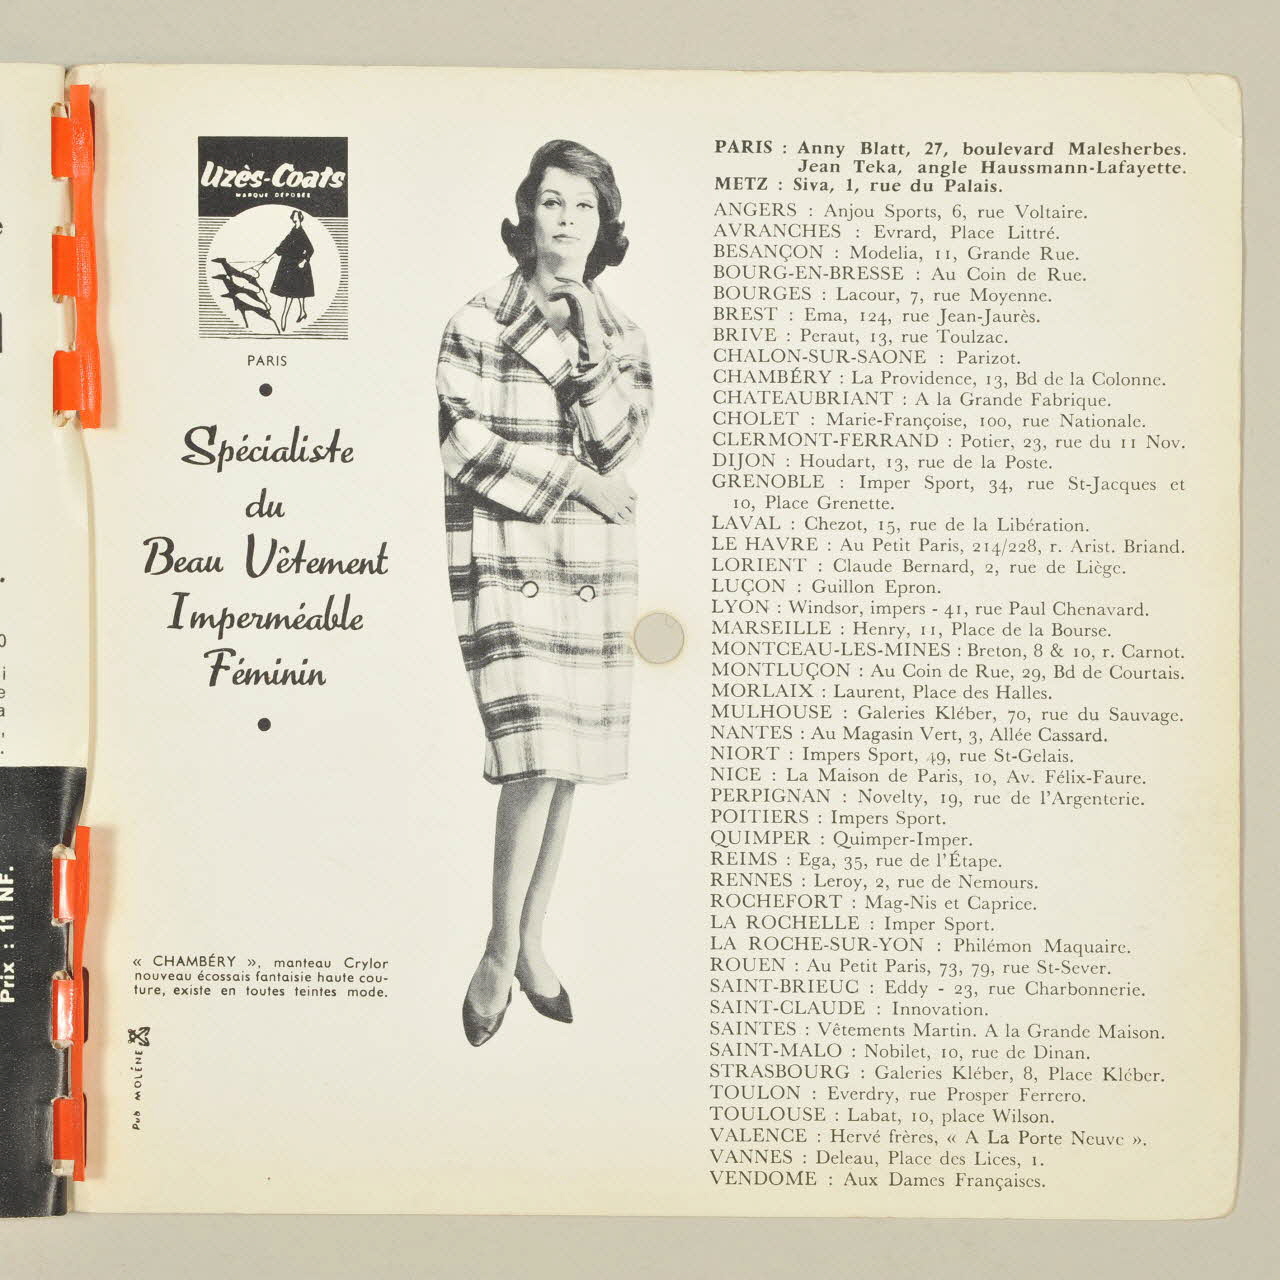 Uzès-Coats
MARQUE DÉPOSÉE
PARIS
Spécialiste
du
Beau Vêtement
Imperméable
Féminin
« CHAMBÉRY », manteau Crylor
nouveau écossais fantaisie haute cou-
ture, existe en toutes teintes mode.
Pub MOLÈNE
Prix : 11 NF.
PARIS : Anny Blatt, 27, boulevard Malesherbes.
Jean Teka, angle Haussmann-Lafayette.
METZ : Siva, 1, rue du Palais.
ANGERS : Anjou Sports, 6, rue Voltaire.
AVRANCHES : Evrard, Place Littré.
BESANÇON : Modelia, 11, Grande Rue.
BOURG-EN-BRESSE : Au Coin de Rue.
BOURGES : Lacour, 7, rue Moyenne.
BREST : Ema, 124, rue Jean-Jaurès.
BRIVE : Peraut, 13, rue Toulzac.
CHALON-SUR-SAONE : Parizot.
CHAMBÉRY : La Providence, 13, Bd de la Colonne.
CHATEAUBRIANT : A la Grande Fabrique.
CHOLET : Marie-Françoise, 100, rue Nationale.
CLERMONT-FERRAND : Potier, 23, rue du 11 Nov.
DIJON : Houdart, 13, rue de la Poste.
GRENOBLE : Imper Sport, 34, rue St-Jacques et
10, Place Grenette.
LAVAL : Chezot, 15, rue de la Libération.
LE HAVRE : Au Petit Paris, 214/228, r. Arist. Briand.
LORIENT : Claude Bernard, 2, rue de Liège.
LUÇON : Guillon Epron.
LYON : Windsor, impers - 41, rue Paul Chenavard.
MARSEILLE : Henry, 11, Place de la Bourse.
MONTCEAU-LES-MINES : Breton, 8 & 10, r. Carnot.
MONTLUÇON : Au Coin de Rue, 29, Bd de Courtais.
MORLAIX : Laurent, Place des Halles.
MULHOUSE : Galeries Kléber, 70, rue du Sauvage.
NANTES : Au Magasin Vert, 3, Allée Cassard.
NIORT : Impers Sport, 49, rue St-Gelais.
NICE : La Maison de Paris, 10, Av. Félix-Faure.
PERPIGNAN : Novelty, 19, rue de l'Argenterie.
POITIERS : Impers Sport.
QUIMPER : Quimper-Imper.
REIMS : Ega, 35, rue de l'Étape.
RENNES : Leroy, 2, rue de Nemours.
ROCHEFORT : Mag-Nis et Caprice.
LA ROCHELLE : Imper Sport.
LA ROCHE-SUR-YON : Philémon Maquaire.
ROUEN : Au Petit Paris, 73, 79, rue St-Sever.
SAINT-BRIEUC : Eddy - 23, rue Charbonnerie.
SAINT-CLAUDE : Innovation.
SAINTES : Vêtements Martin. A la Grande Maison.
SAINT-MALO : Nobilet, 10, rue de Dinan.
STRASBOURG : Galeries Kléber, 8, Place Kléber.
TOULON : Everdry, rue Prosper Ferrero.
TOULOUSE : Labat, 10, place Wilson.
VALENCE : Hervé frères, « A La Porte Neuve ».
VANNES : Deleau, Place des Lices, 1.
VENDOME : Aux Dames Françaises.